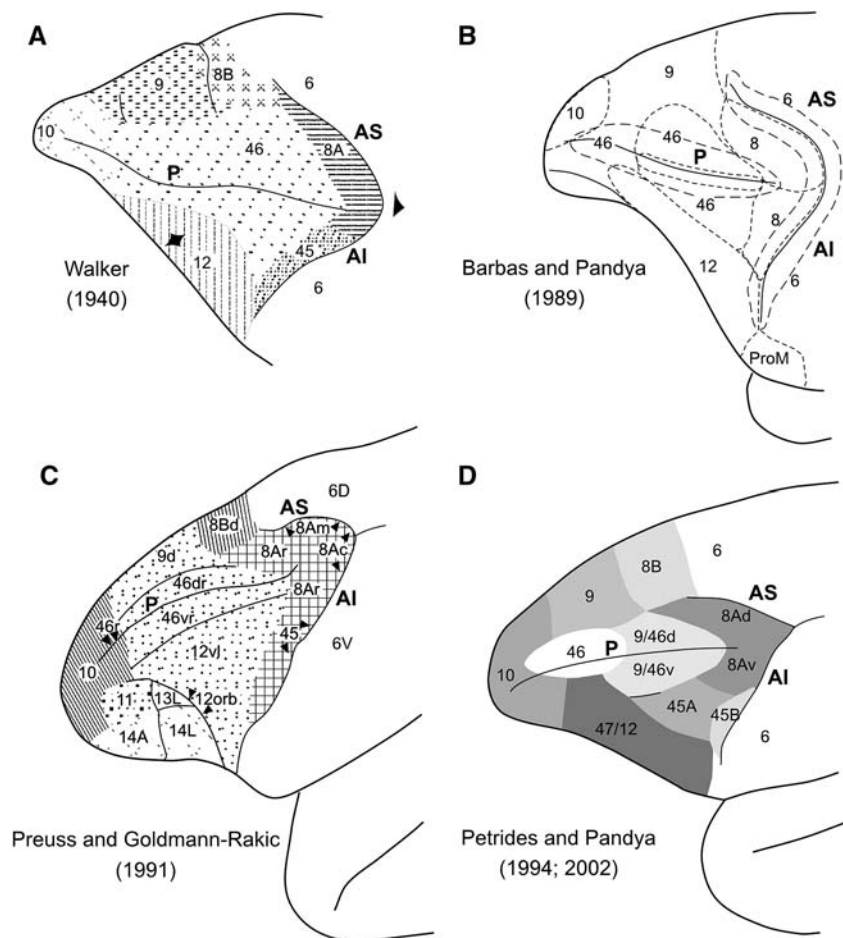 A
9
8B
6
10
46
AS
8A
P
12
45
AI
6
Walker
(1940)
B
9
6
AS
10
46
46
P
8
46
8
AI
12
6
Barbas and Pandya
(1989)
ProM
C
6D
AS
8Bd
8Am
9d
8Ar
8Ac
46dr
P
8Ar
AI
46r
46vr
45
6V
12vl
10
11
13L
12orb
14A
14L
Preuss and Goldmann-Rakic
(1991)
D
6
8B
9
AS
8Ad
9/46d
46
P
9/46v
8Av
10
AI
45A
45B
47/12
6
Petrides and Pandya
(1994; 2002)